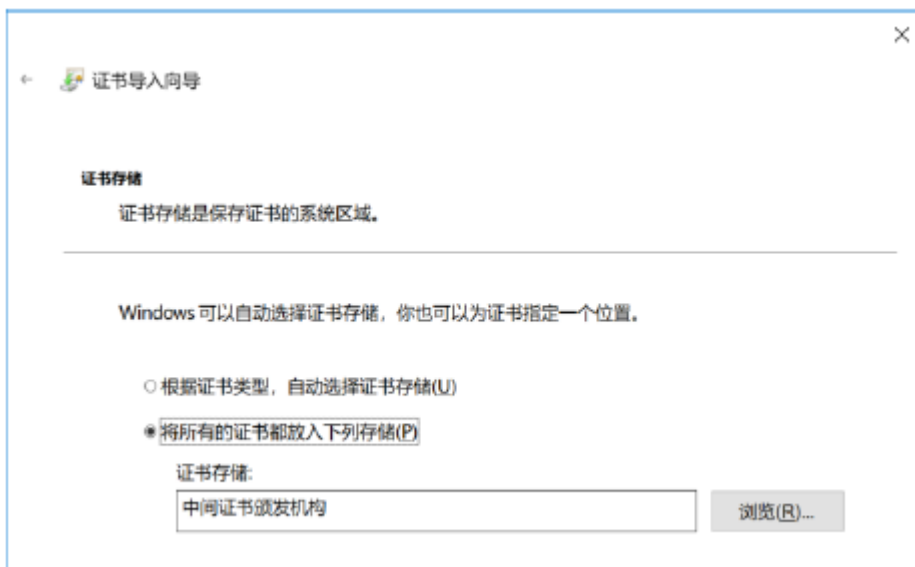 证书导入向导
证书存储
证书存储是保存证书的系统区域。
Windows 可以自动选择证书存储，你也可以为证书指定一个位置。
根据证书类型，自动选择证书存储(U)
将所有的证书都放入下列存储(P)
证书存储:
中间证书颁发机构
浏览(R)...